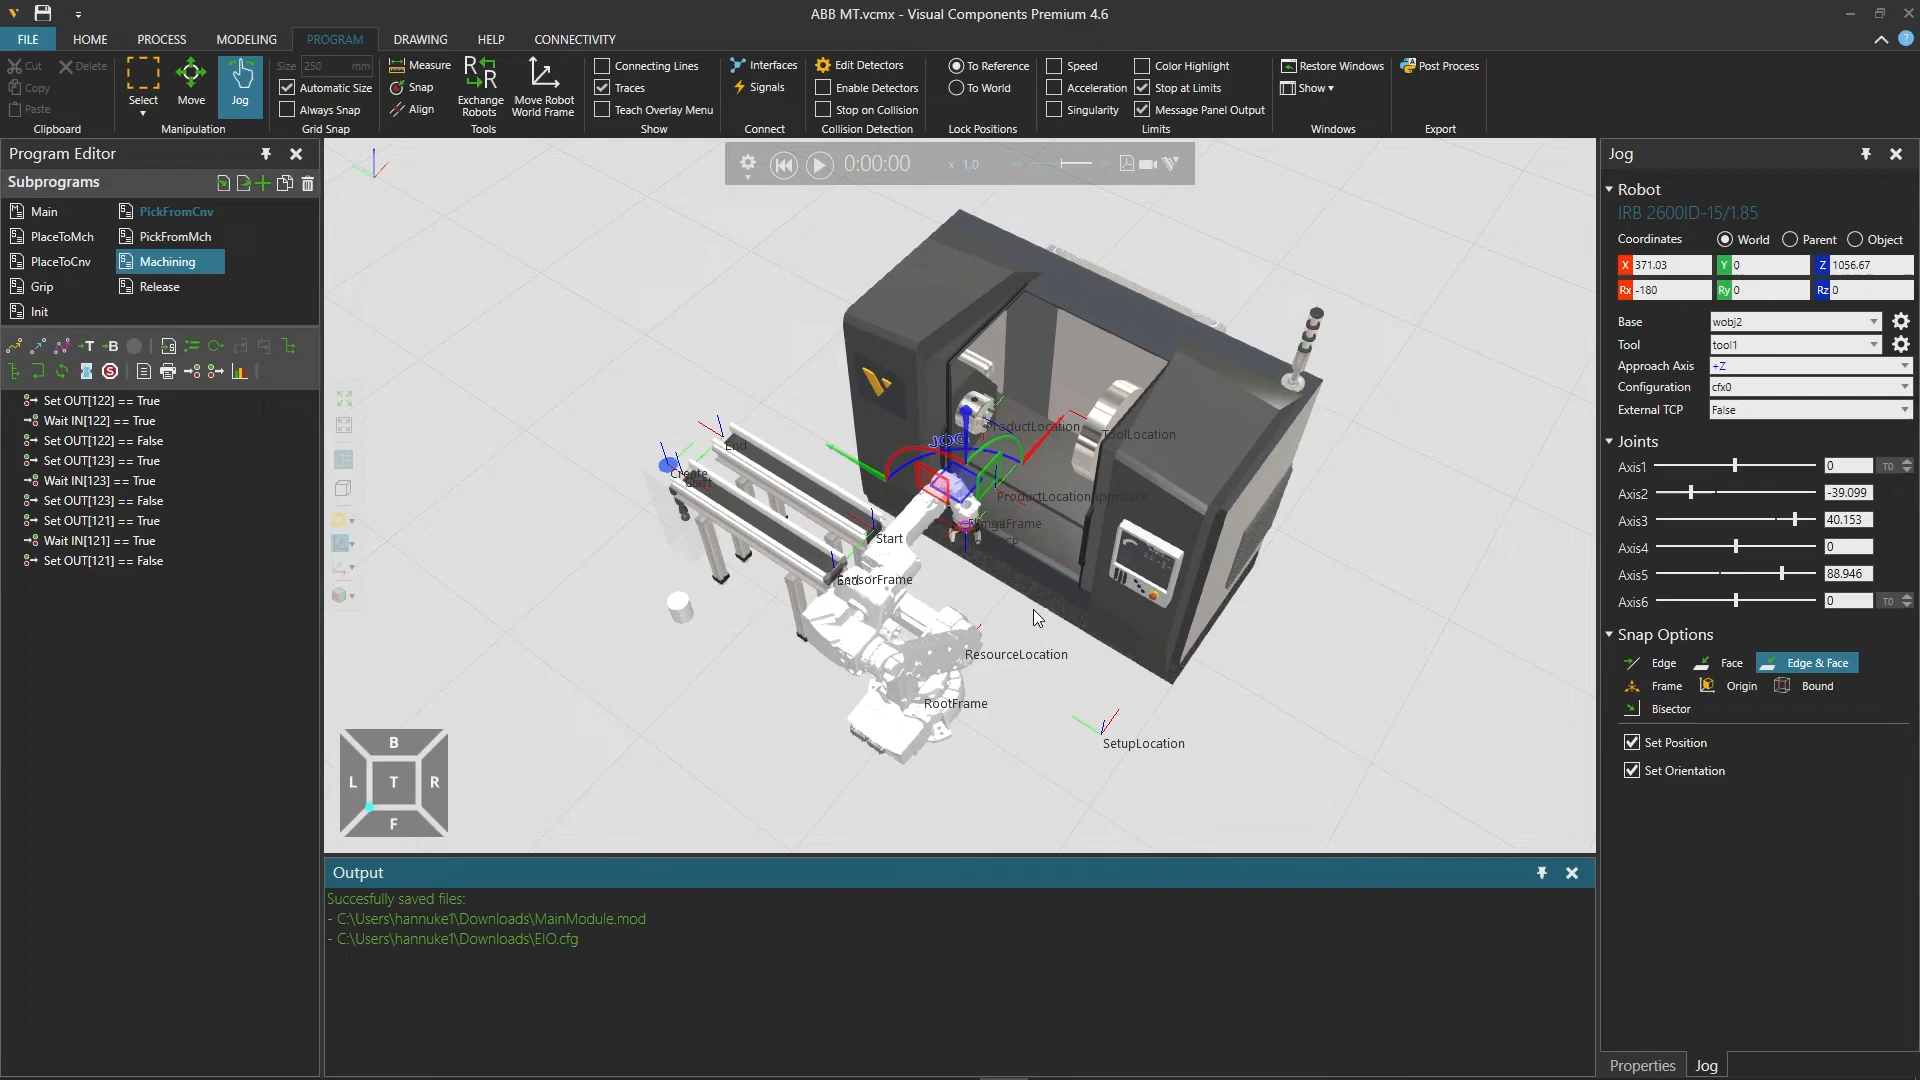 ABB MT.vcmx - Visual Components Premium 4.6
FILE HOME PROCESS MODELING PROGRAM DRAWING HELP CONNECTIVITY
Cut Delete
Copy
Paste
Clipboard
Select Move Jog
Manipulation
Size 250 mm
Automatic Size
Always Snap
Grid Snap
Measure
Snap
Align
Exchange Robots
Move Robot World Frame
Tools
Connecting Lines
Traces
Teach Overlay Menu
Show
Interfaces
Signals
Connect
Edit Detectors
Enable Detectors
Stop on Collision
Collision Detection
To Reference
To World
Lock Positions
Speed Color Highlight
Acceleration Stop at Limits
Singularity Message Panel Output
Limits
Restore Windows
Show
Windows
Post Process
Export
Program Editor
Subprograms
Main PickFromCnv
PlaceToMch PickFromMch
PlaceToCnv Machining
Grip Release
Init
Set OUT[122] == True
Wait IN[122] == True
Set OUT[122] == False
Set OUT[123] == True
Wait IN[123] == True
Set OUT[123] == False
Set OUT[121] == True
Wait IN[121] == True
Set OUT[121] == False
0:00:00 x 1.0
ProductLocation
ToolLocation
JOG
End
Create
Start
ProductLocationApproach
Start
SensorFrame
End
ResourceLocation
RootFrame
SetupLocation
B
L T R
F
Output
Succesfully saved files:
- C:\Users\hannuke1\Downloads\MainModule.mod
- C:\Users\hannuke1\Downloads\EIO.cfg
Jog
Robot
IRB 2600ID-15/1.85
Coordinates World Parent Object
X 371.03 Y 0 Z 1056.67
Rx -180 Ry 0 Rz 0
Base wobj2
Tool tool1
Approach Axis +Z
Configuration cfx0
External TCP False
Joints
Axis1 0 T0
Axis2 -39.099
Axis3 40.153
Axis4 0
Axis5 88.946
Axis6 0 T0
Snap Options
Edge Face Edge & Face
Frame Origin Bound
Bisector
Set Position
Set Orientation
Properties Jog